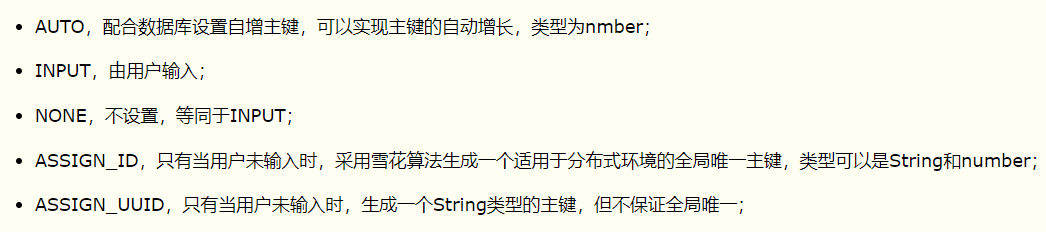 • AUTO，配合数据库设置自增主键，可以实现主键的自动增长，类型为nmber；
• INPUT，由用户输入；
• NONE，不设置，等同于INPUT；
• ASSIGN_ID，只有当用户未输入时，采用雪花算法生成一个适用于分布式环境的全局唯一主键，类型可以是String和number；
• ASSIGN_UUID，只有当用户未输入时，生成一个String类型的主键，但不保证全局唯一；